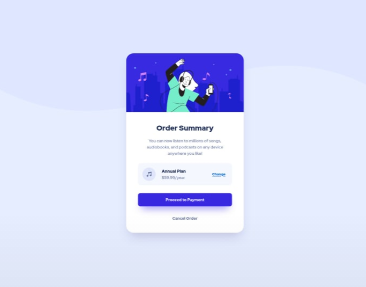 Order Summary
You can now listen to millions of songs,
audiobooks, and podcasts on any device
anywhere you like!
Annual Plan
$59.99/year
Change
Proceed to Payment
Cancel Order